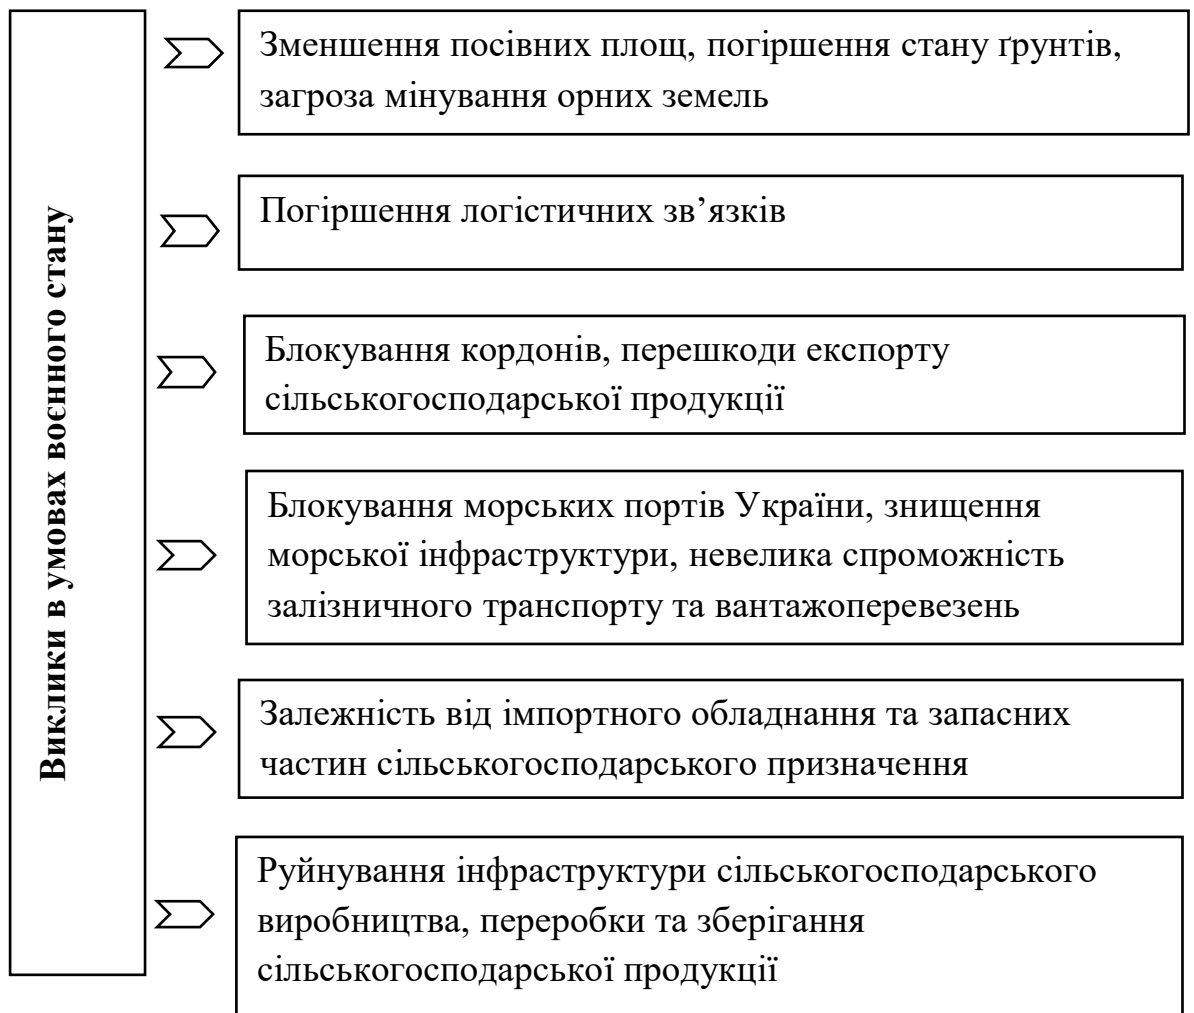 Виклики в умовах воєнного стану
Зменшення посівних площ, погіршення стану ґрунтів,
загроза мінування орних земель
Погіршення логістичних зв’язків
Блокування кордонів, перешкоди експорту
сільськогосподарської продукції
Блокування морських портів України, знищення
морської інфраструктури, невелика спроможність
залізничного транспорту та вантажоперевезень
Залежність від імпортного обладнання та запасних
частин сільськогосподарського призначення
Руйнування інфраструктури сільськогосподарського
виробництва, переробки та зберігання
сільськогосподарської продукції